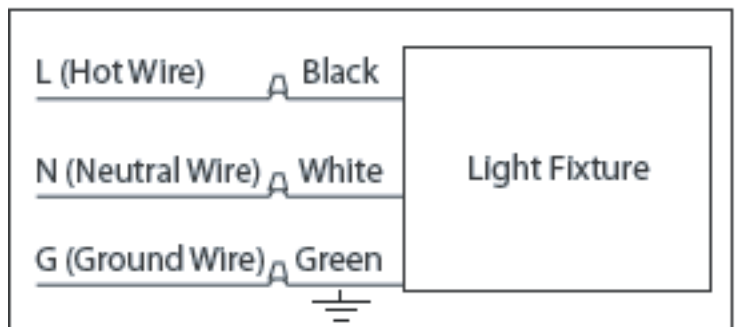 L (Hot Wire) Black
N (Neutral Wire) White
Light Fixture
G (Ground Wire) Green